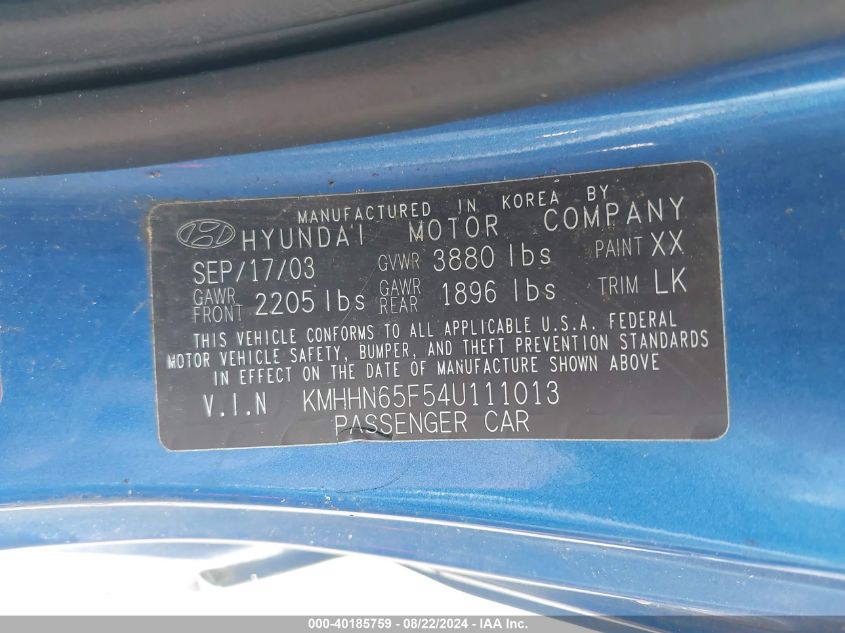 MANUFACTURED IN KOREA BY
HYUNDAI MOTOR COMPANY
SEP/17/03 GVWR 3880 lbs PAINT XX
GAWR FRONT 2205 lbs GAWR REAR 1896 lbs TRIM LK
THIS VEHICLE CONFORMS TO ALL APPLICABLE U.S.A. FEDERAL
MOTOR VEHICLE SAFETY, BUMPER, AND THEFT PREVENTION STANDARDS
IN EFFECT ON THE DATE OF MANUFACTURE SHOWN ABOVE
V.I.N KMHHN65F54U111013
PASSENGER CAR
000-40185759 - 08/22/2024 - IAA Inc.